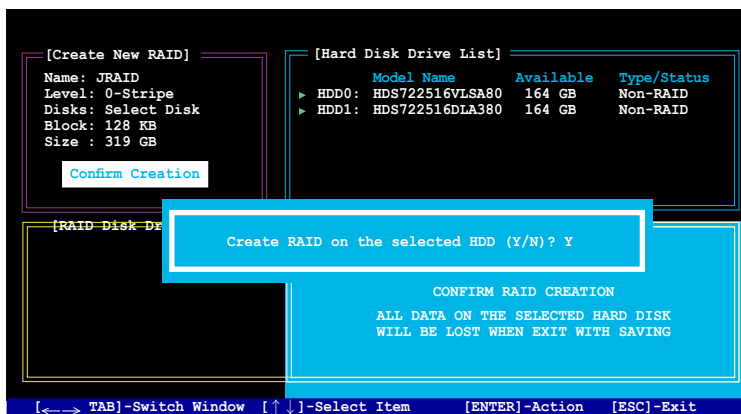 [Create New RAID]
Name: JRAID
Level: 0-Stripe
Disks: Select Disk
Block: 128 KB
Size : 319 GB
Confirm Creation
[Hard Disk Drive List]
Model Name Available Type/Status
▶ HDD0: HDS722516VLSA80 164 GB Non-RAID
▶ HDD1: HDS722516DLA380 164 GB Non-RAID
[RAID Disk Dr
Create RAID on the selected HDD (Y/N)? Y
CONFIRM RAID CREATION
ALL DATA ON THE SELECTED HARD DISK
WILL BE LOST WHEN EXIT WITH SAVING
[←→ TAB]-Switch Window [↑↓]-Select Item [ENTER]-Action [ESC]-Exit